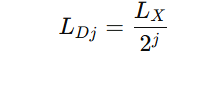 L_{Dj} = \frac{L_X}{2^j}